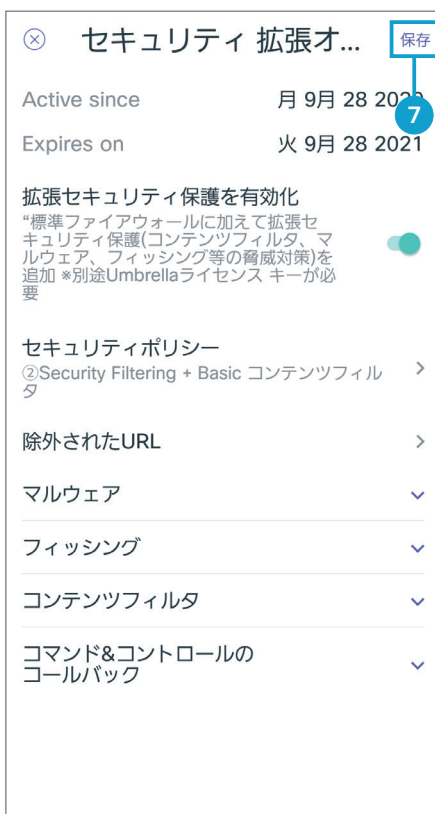 セキュリティ 拡張オ...
保存
7
Active since
月 9月 28 2020
Expires on
火 9月 28 2021
拡張セキュリティ保護を有効化
“標準ファイアウォールに加えて拡張セ
キュリティ保護(コンテンツフィルタ、マ
ルウェア、フィッシング等の脅威対策)を
追加 ※別途Umbrellaライセンス キーが必
要
セキュリティポリシー
②Security Filtering + Basic コンテンツフィル
タ
除外されたURL
マルウェア
フィッシング
コンテンツフィルタ
コマンド&コントロールの
コールバック